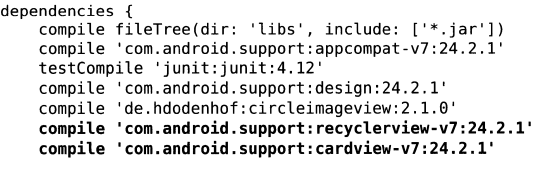 dependencies {
    compile fileTree(dir: 'libs', include: ['*.jar'])
    compile 'com.android.support:appcompat-v7:24.2.1'
    testCompile 'junit:junit:4.12'
    compile 'com.android.support:design:24.2.1'
    compile 'de.hdodenhof:circleimageview:2.1.0'
    compile 'com.android.support:recyclerview-v7:24.2.1'
    compile 'com.android.support:cardview-v7:24.2.1'